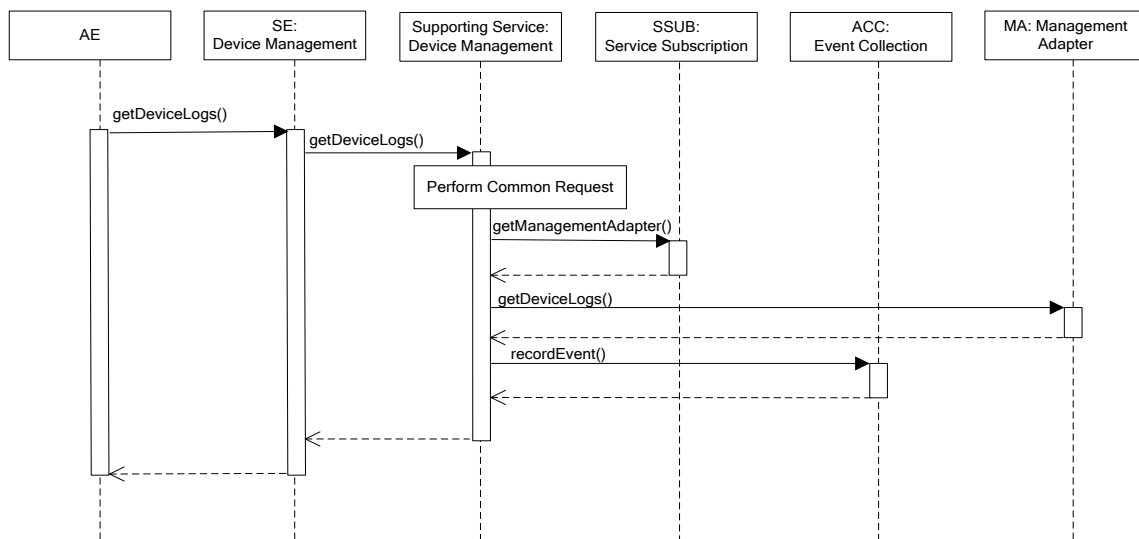 AE
SE:
Device Management
Supporting Service:
Device Management
SSUB:
Service Subscription
ACC:
Event Collection
MA: Management
Adapter
getDeviceLogs()
getDeviceLogs()
Perform Common Request
getManagementAdapter()
getDeviceLogs()
recordEvent()